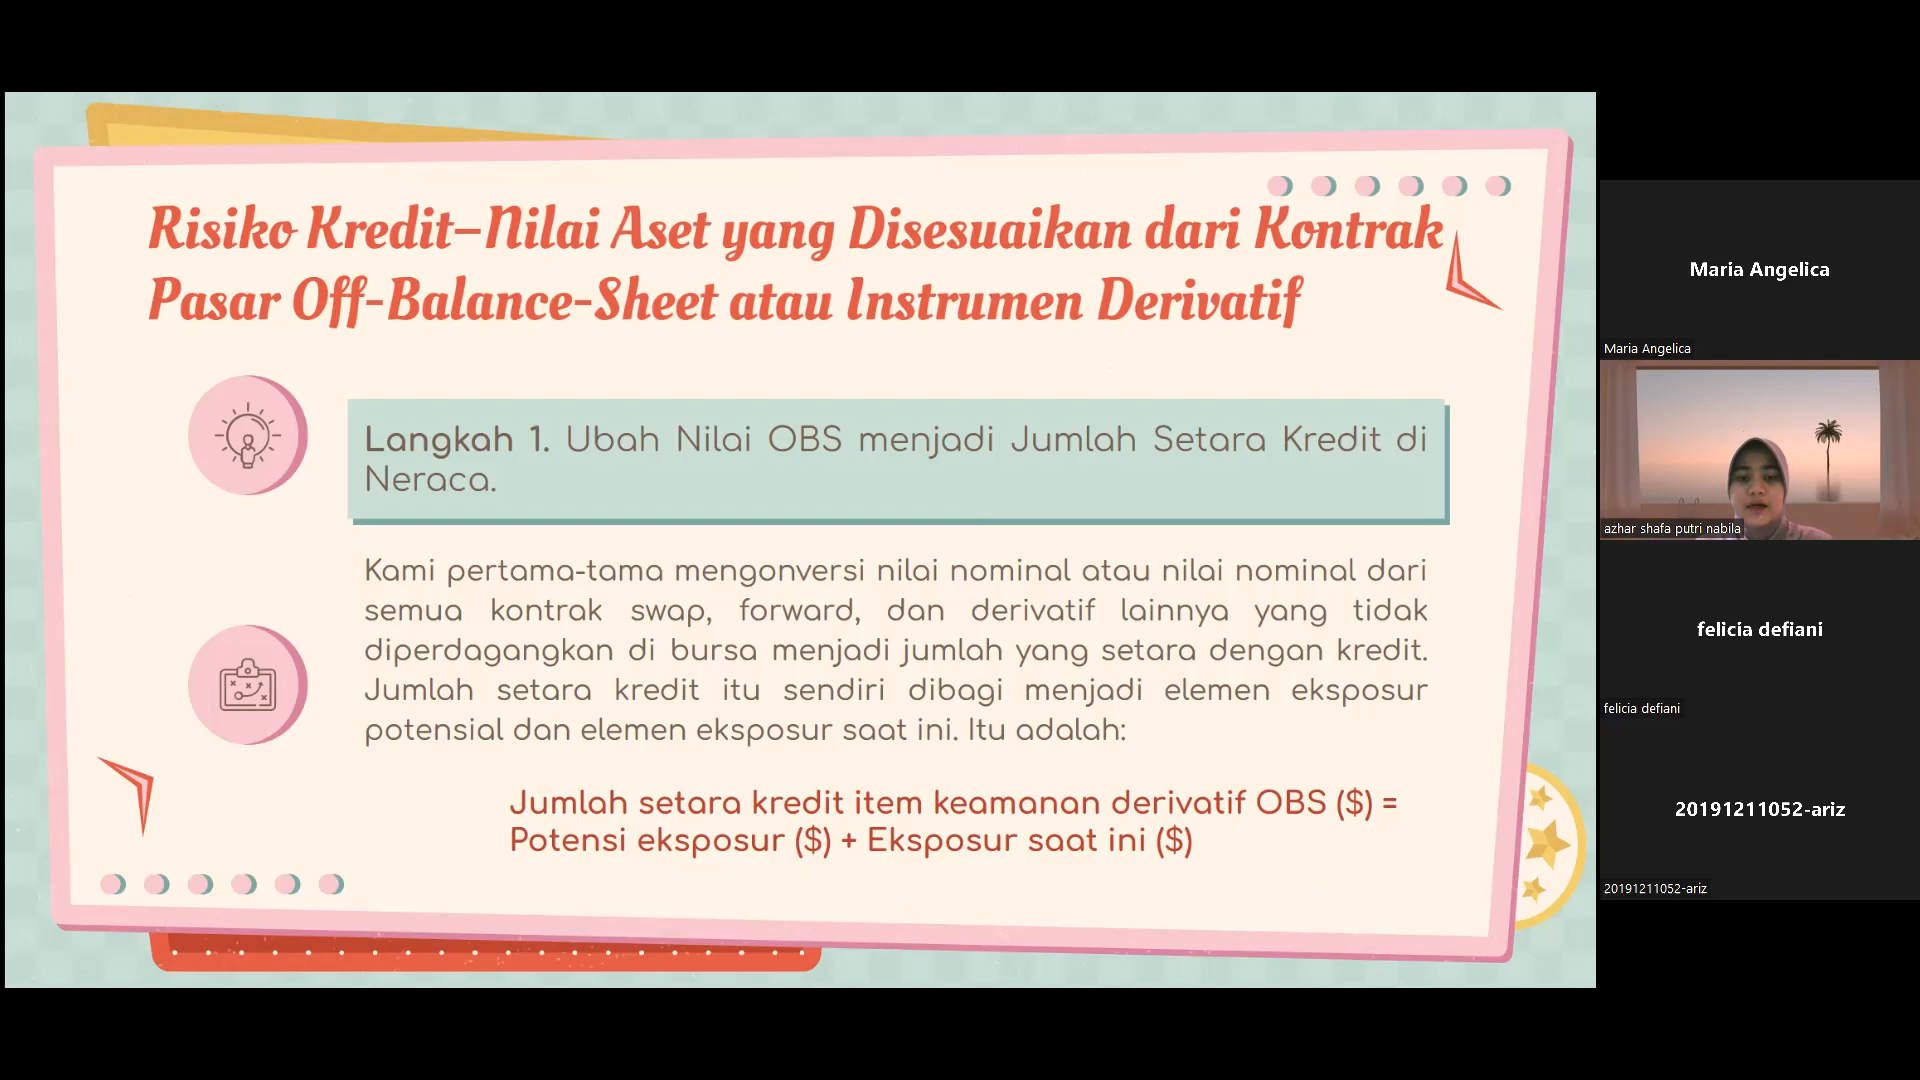 Risiko Kredit–Nilai Aset yang Disesuaikan dari Kontrak
Pasar Off-Balance-Sheet atau Instrumen Derivatif
Langkah 1. Ubah Nilai OBS menjadi Jumlah Setara Kredit di
Neraca.
Kami pertama-tama mengonversi nilai nominal atau nilai nominal dari
semua kontrak swap, forward, dan derivatif lainnya yang tidak
diperdagangkan di bursa menjadi jumlah yang setara dengan kredit.
Jumlah setara kredit itu sendiri dibagi menjadi elemen eksposur
potensial dan elemen eksposur saat ini. Itu adalah:
Jumlah setara kredit item keamanan derivatif OBS ($) =
Potensi eksposur ($) + Eksposur saat ini ($)
Maria Angelica
Maria Angelica
azhar shafa putri nabila
felicia defiani
felicia defiani
20191211052-ariz
20191211052-ariz